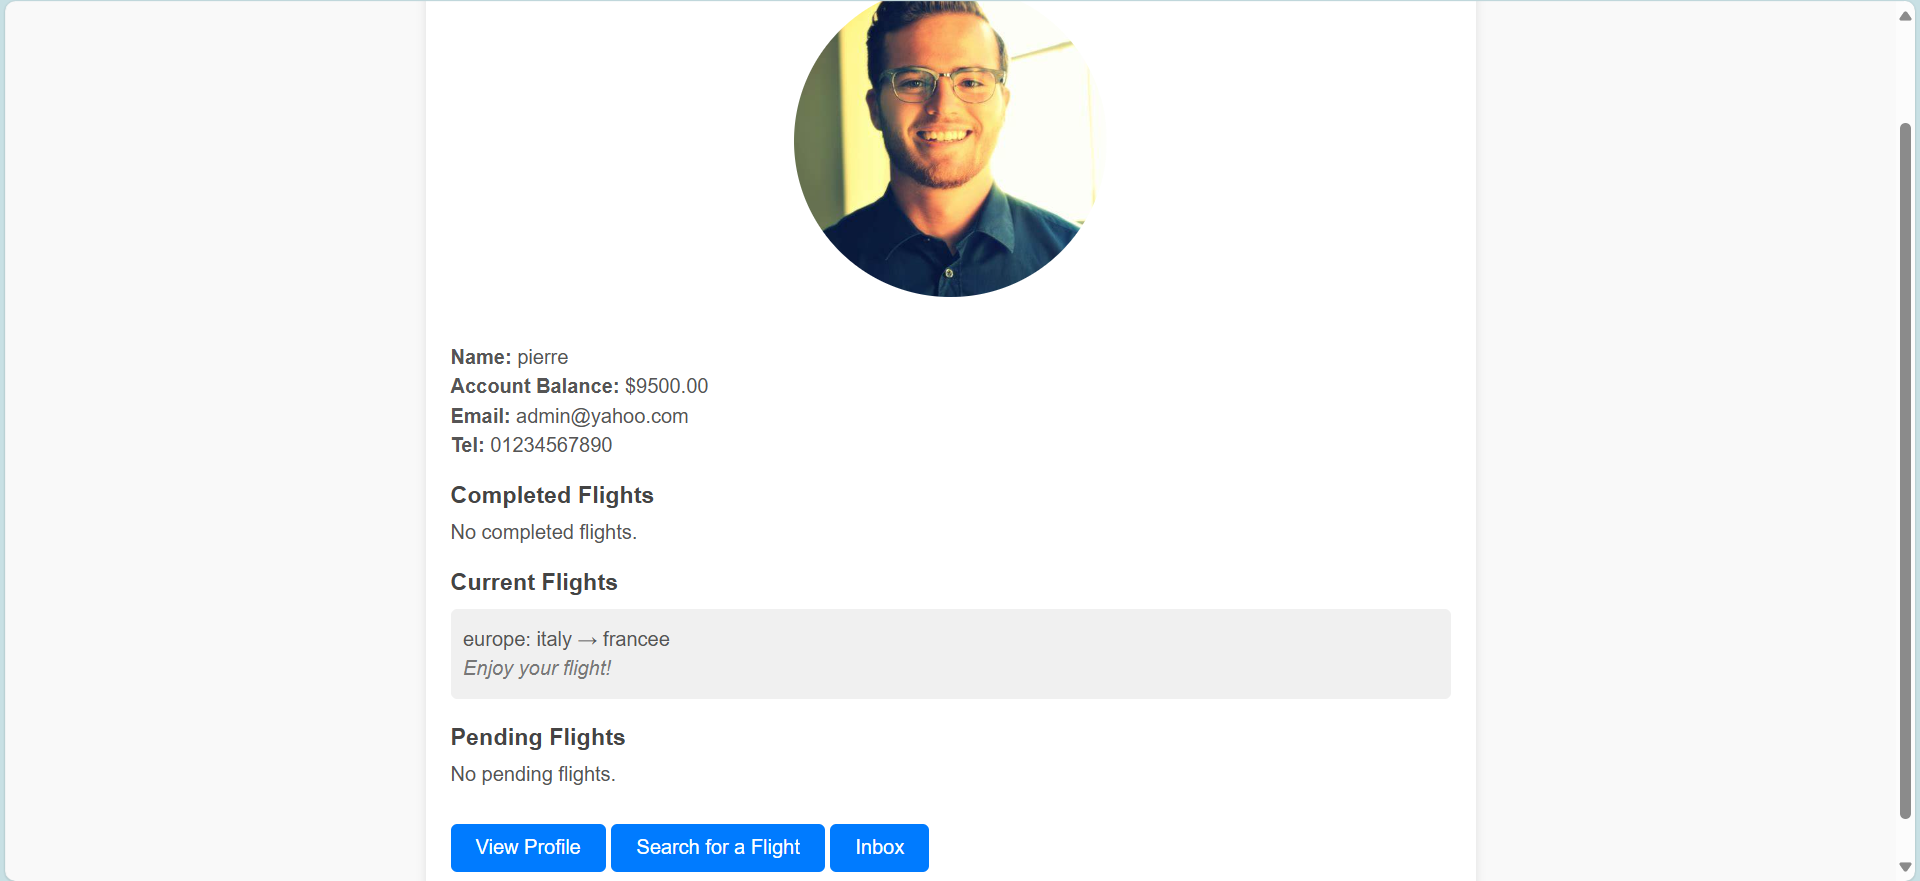 Name: pierre
Account Balance: $9500.00
Email: admin@yahoo.com
Tel: 01234567890
Completed Flights
No completed flights.
Current Flights
europe: italy → francee
Enjoy your flight!
Pending Flights
No pending flights.
View Profile
Search for a Flight
Inbox